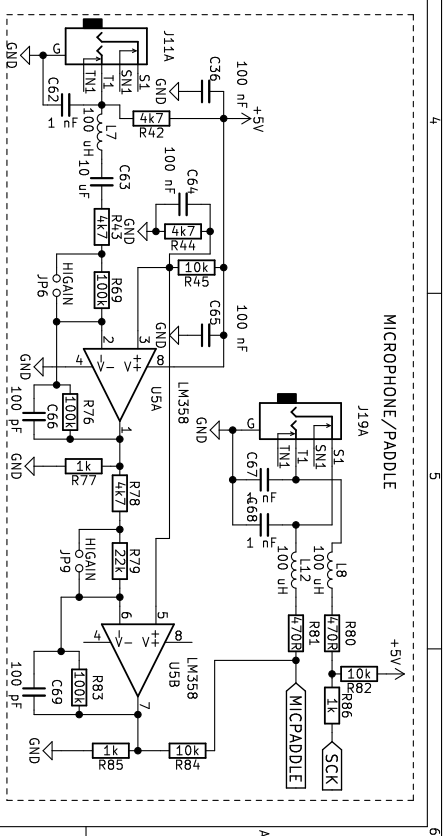 4
5
6
A
MICROPHONE/PADDLE
J11A
S1
SN1
T1
TN1
G
GND
C62
1 nF
L7
100 uH
C63
10 uF
4k7
R42
C36
100 nF
GND
+5V
R43
4k7
GND
C64
100 nF
4k7
R44
10k
R45
C65
100 nF
GND
R69
100k
HIGAIN
JP6
2
3
8
4
V+
V-
1
LM358
U5A
GND
R76
100k
C66
100 pF
GND
1k
R77
R78
4k7
R79
22k
HIGAIN
JP9
5
6
8
4
V+
V-
7
LM358
U5B
R83
100k
C69
100 pF
GND
1k
R85
10k
R84
J19A
S1
SN1
T1
TN1
G
GND
C67
1 nF
C68
1 nF
L8
100 uH
L12
100 uH
R80
470R
R81
470R
+5V
10k
R82
R86
1k
SCK
MICPADDLE